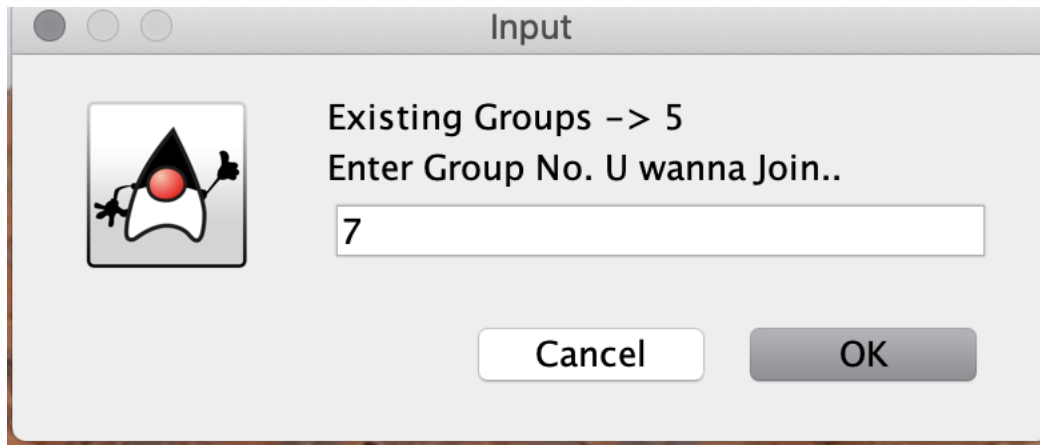 Input
Existing Groups -> 5
Enter Group No. U wanna Join..
7
Cancel OK